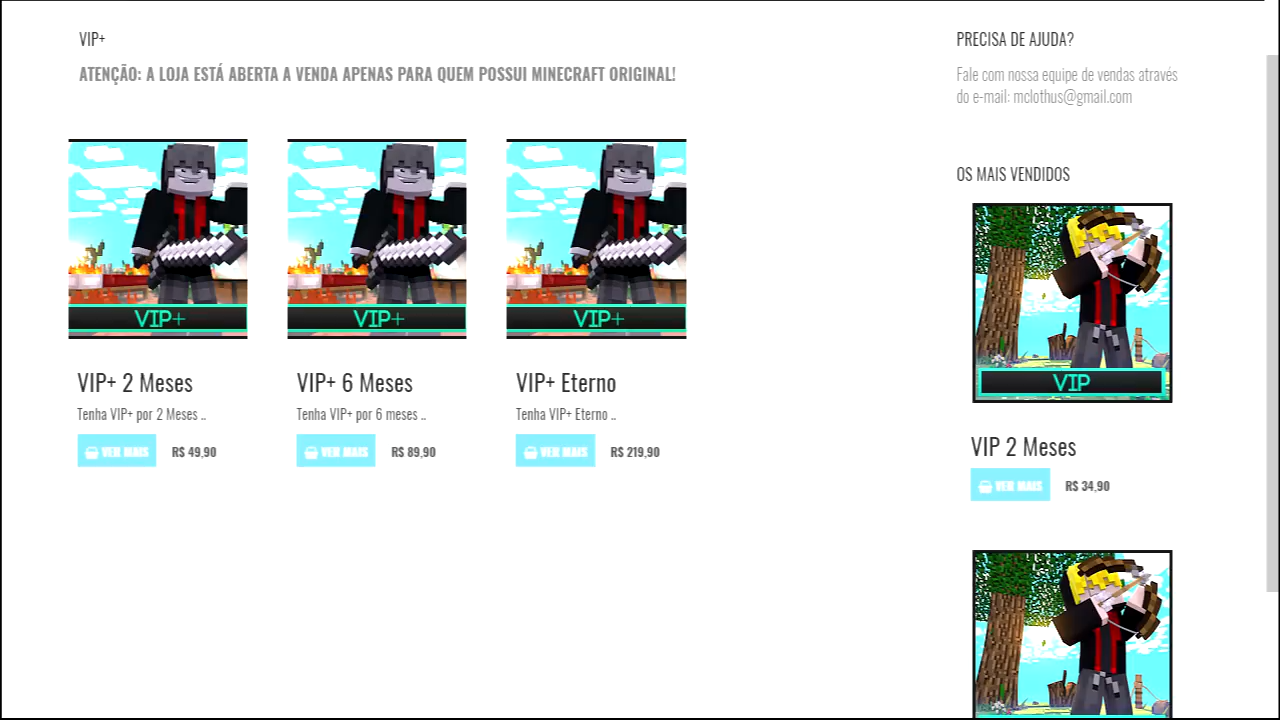 VIP+
ATENÇÃO: A LOJA ESTÁ ABERTA A VENDA APENAS PARA QUEM POSSUI MINECRAFT ORIGINAL!
VIP+
VIP+ 2 Meses
Tenha VIP+ por 2 Meses ..
VER MAIS R$ 49,90
VIP+
VIP+ 6 Meses
Tenha VIP+ por 6 meses ..
VER MAIS R$ 89,90
VIP+
VIP+ Eterno
Tenha VIP+ Eterno ..
VER MAIS R$ 219,90
PRECISA DE AJUDA?
Fale com nossa equipe de vendas através
do e-mail: mclothus@gmail.com
OS MAIS VENDIDOS
VIP
VIP 2 Meses
VER MAIS R$ 34,90